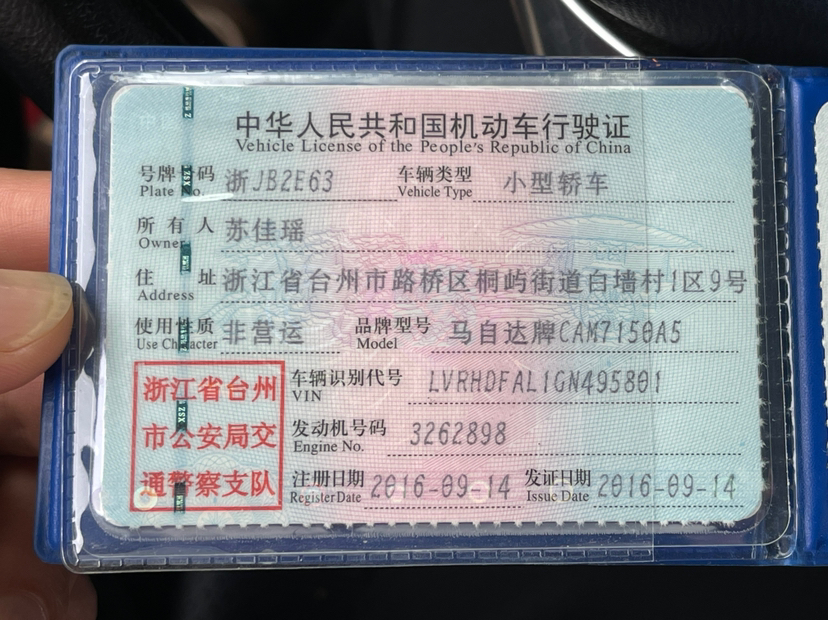 中华人民共和国机动车行驶证
Vehicle License of the People's Republic of China
号牌号码 浙JB2E63 车辆类型 小型轿车
Plate No. Vehicle Type
所有人 苏佳瑶
Owner
住址 浙江省台州市路桥区桐屿街道白墙村1区9号
Address
使用性质 非营运 品牌型号 马自达牌CAM7150A5
Use Character Model
浙江省台州
市公安局交
通警察支队
车辆识别代号 LVRHDFAL1GN495801
VIN
发动机号码 3262898
Engine No.
注册日期 2016-09-14 发证日期 2016-09-14
Register Date Issue Date